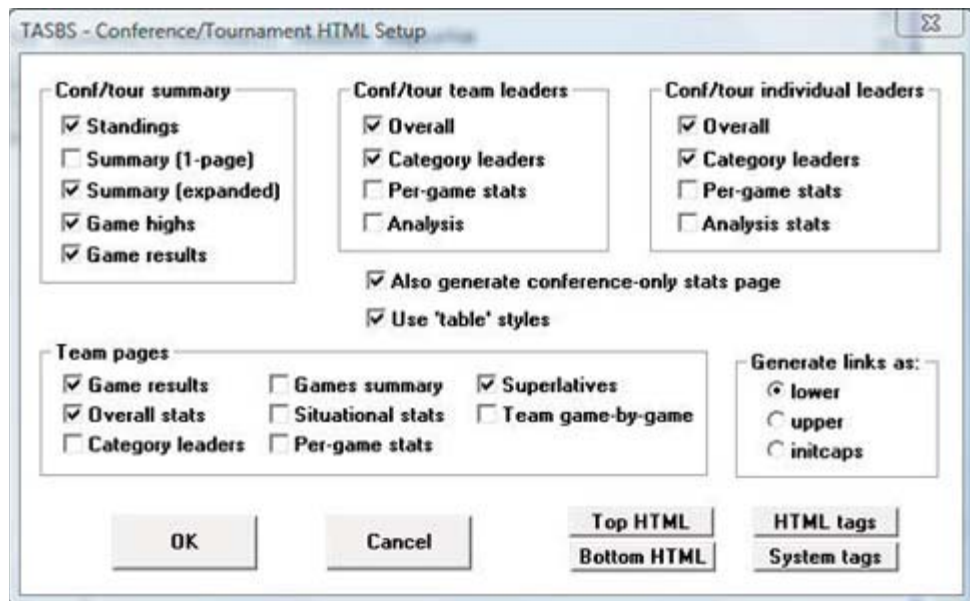 TASBS - Conference/Tournament HTML Setup
Conf/tour summary
Standings
Summary (1-page)
Summary (expanded)
Game highs
Game results
Conf/tour team leaders
Overall
Category leaders
Per-game stats
Analysis
Conf/tour individual leaders
Overall
Category leaders
Per-game stats
Analysis stats
Also generate conference-only stats page
Use 'table' styles
Team pages
Game results
Overall stats
Category leaders
Games summary
Situational stats
Per-game stats
Superlatives
Team game-by-game
Generate links as:
lower
upper
initcaps
OK
Cancel
Top HTML
Bottom HTML
HTML tags
System tags